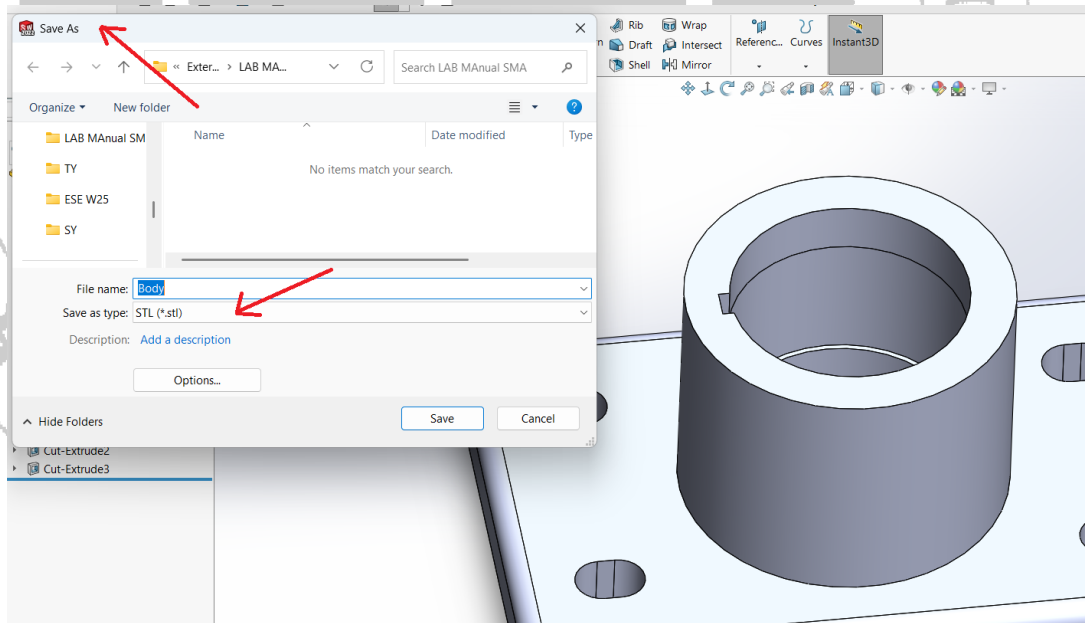 Save As
Rib
Wrap
Draft
Intersect
Shell
Mirror
Referenc...
Curves
Instant3D
« Exter... › LAB MA...
Search LAB MAnual SMA
Organize
New folder
?
Name
Date modified
Type
LAB MAnual SM
TY
ESE W25
SY
No items match your search.
File name: Body
Save as type: STL (*.stl)
Description: Add a description
Options...
Hide Folders
Save
Cancel
Cut-Extrude2
Cut-Extrude3